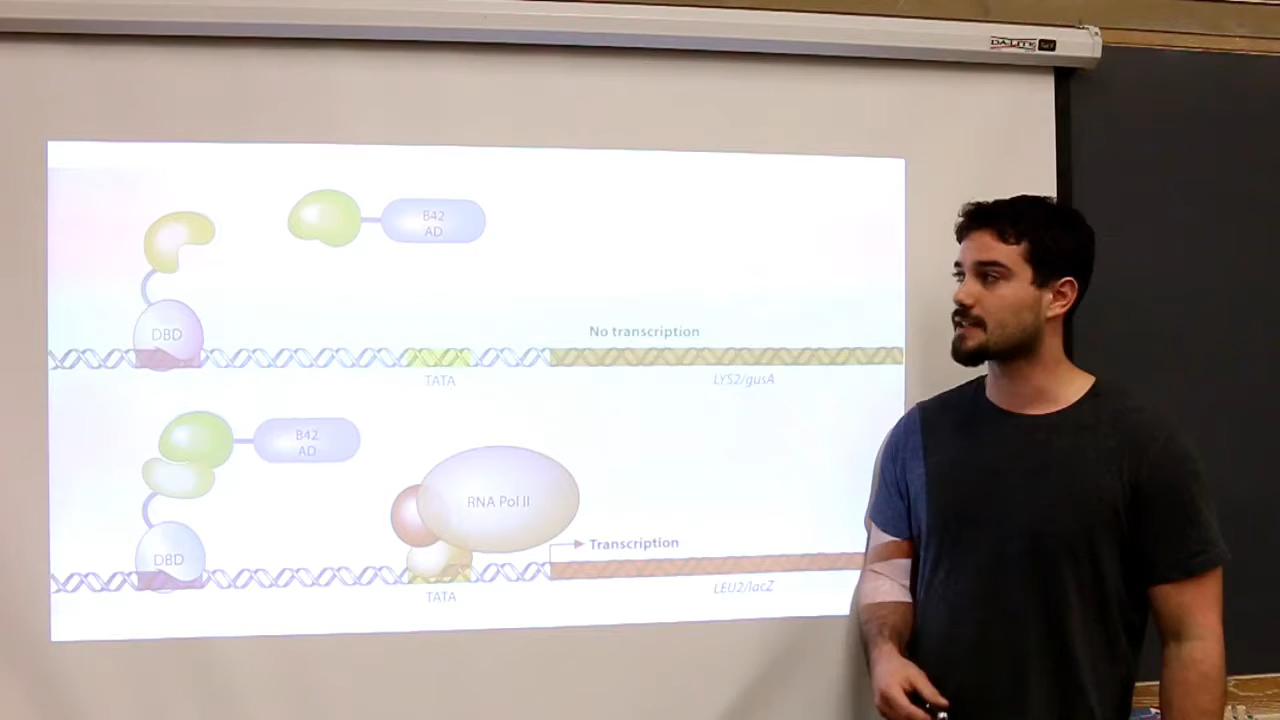 DA-LITE
B42
AD
DBD
No transcription
TATA
LYS2/gusA
B42
AD
RNA Pol II
DBD
Transcription
TATA
LEU2/lacZ